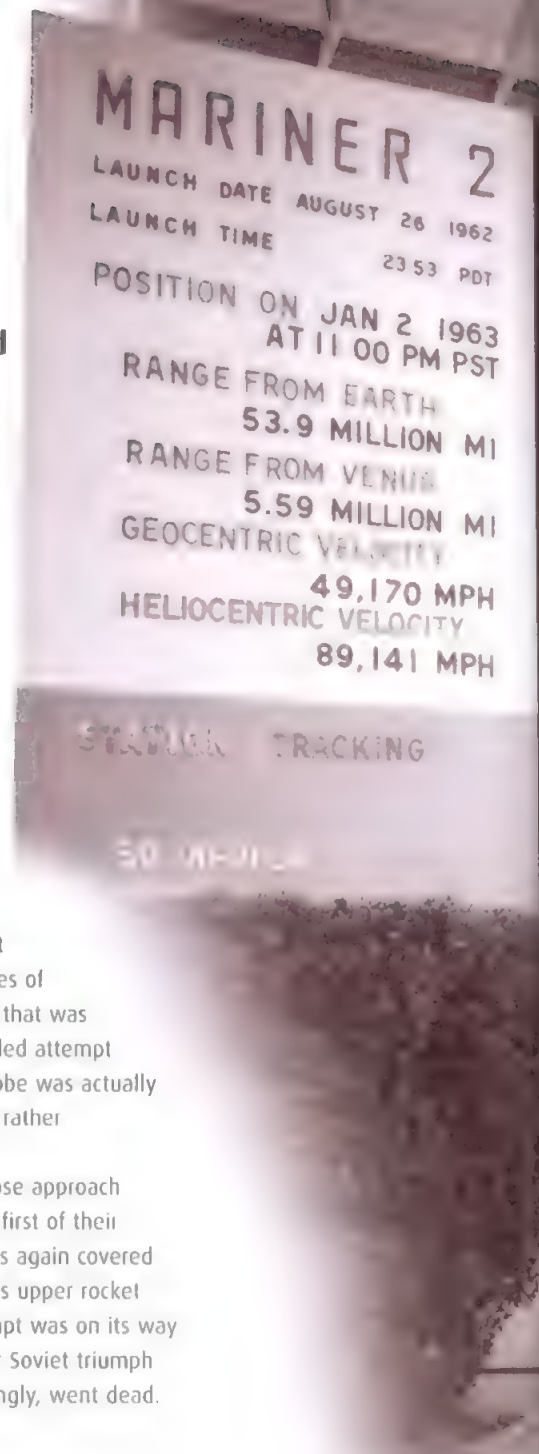 MARINER 2
LAUNCH DATE AUGUST 26 1962
LAUNCH TIME 23 53 PDT
POSITION ON JAN 2 1963
AT 11 00 PM PST
RANGE FROM EARTH
53.9 MILLION MI
RANGE FROM VENUS
5.59 MILLION MI
GEOCENTRIC VELOCITY
49,170 MPH
HELIOCENTRIC VELOCITY
89,141 MPH
STATION TRACKING
es of
that was
led attempt
obe was actually
rather
ose approach
first of their
s again covered
s upper rocket
pt was on its way
Soviet triumph
ngly, went dead.